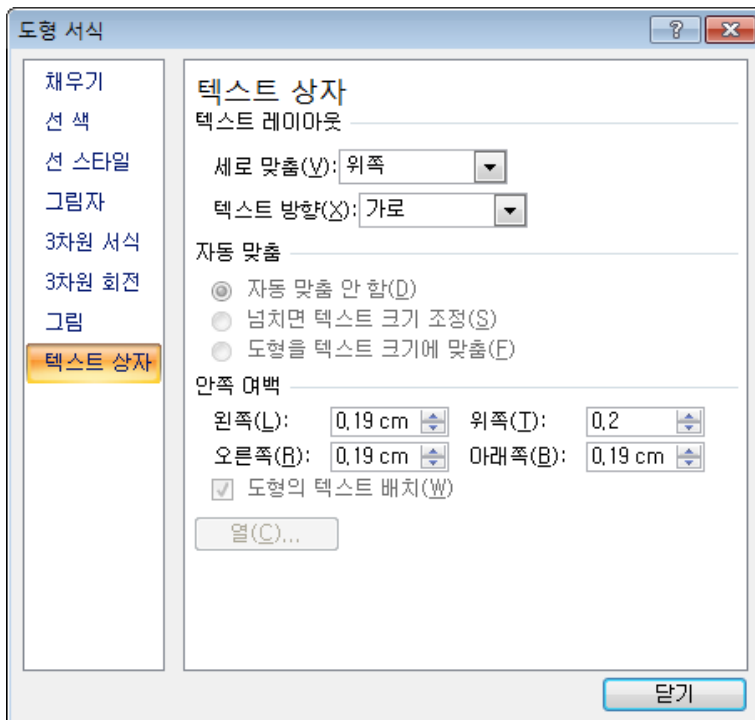 도형 서식
채우기
선 색
선 스타일
그림자
3차원 서식
3차원 회전
그림
텍스트 상자
텍스트 상자
텍스트 레이아웃
세로 맞춤(V): 위쪽
텍스트 방향(X): 가로
자동 맞춤
자동 맞춤 안 함(D)
넘치면 텍스트 크기 조정(S)
도형을 텍스트 크기에 맞춤(F)
안쪽 여백
왼쪽(L): 0,19 cm 위쪽(T): 0,2
오른쪽(R): 0,19 cm 아래쪽(B): 0,19 cm
도형의 텍스트 배치(W)
열(C)...
닫기